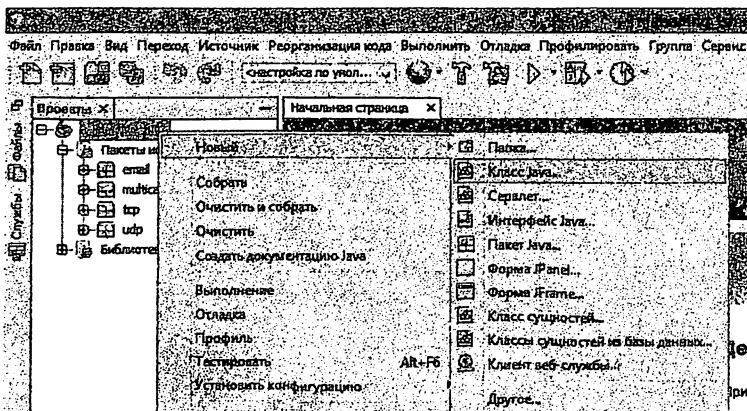 Файл Правка Вид Переход Источник Реорганизация кода Выполнить Отладка Профилировать Группа Сервис
<настройка по умол...
Проекты × Начальная страница ×
Файлы
Службы
Пакеты ис
email
multica
tcp
udp
Библиотек
Новый
Собрать
Очистить и собрать
Очистить
Создать документацию Java
Выполнение
Отладка
Профиль
Тестировать Alt+F6
Установить конфигурацию
Папка...
Класс Java...
Сервлет...
Интерфейс Java...
Пакет Java...
Форма JPanel...
Форма JFrame...
Класс сущностей...
Классы сущностей из базы данных...
Клиент веб-службы...
Другое...